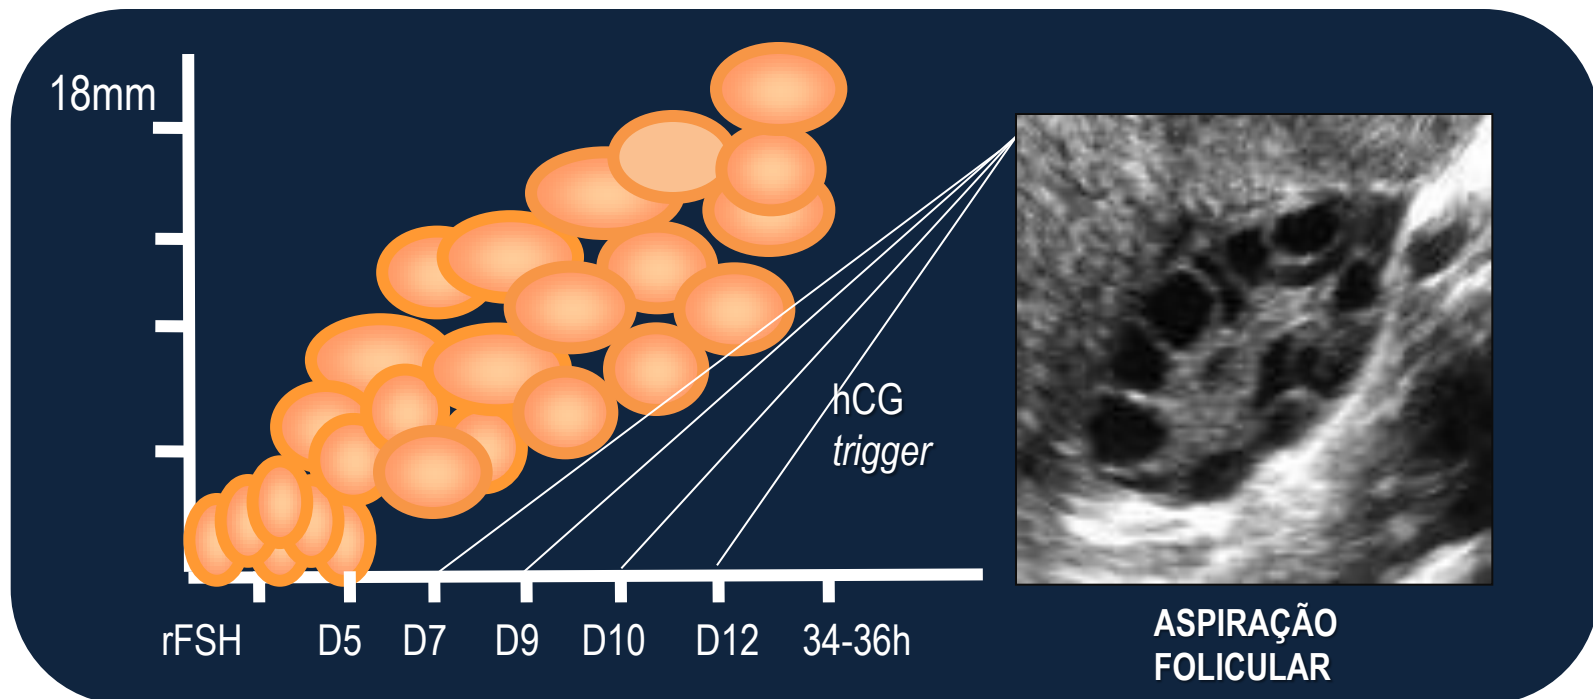 18mm
hCG
trigger
rFSH D5 D7 D9 D10 D12 34-36h
ASPIRAÇÃO
FOLICULAR